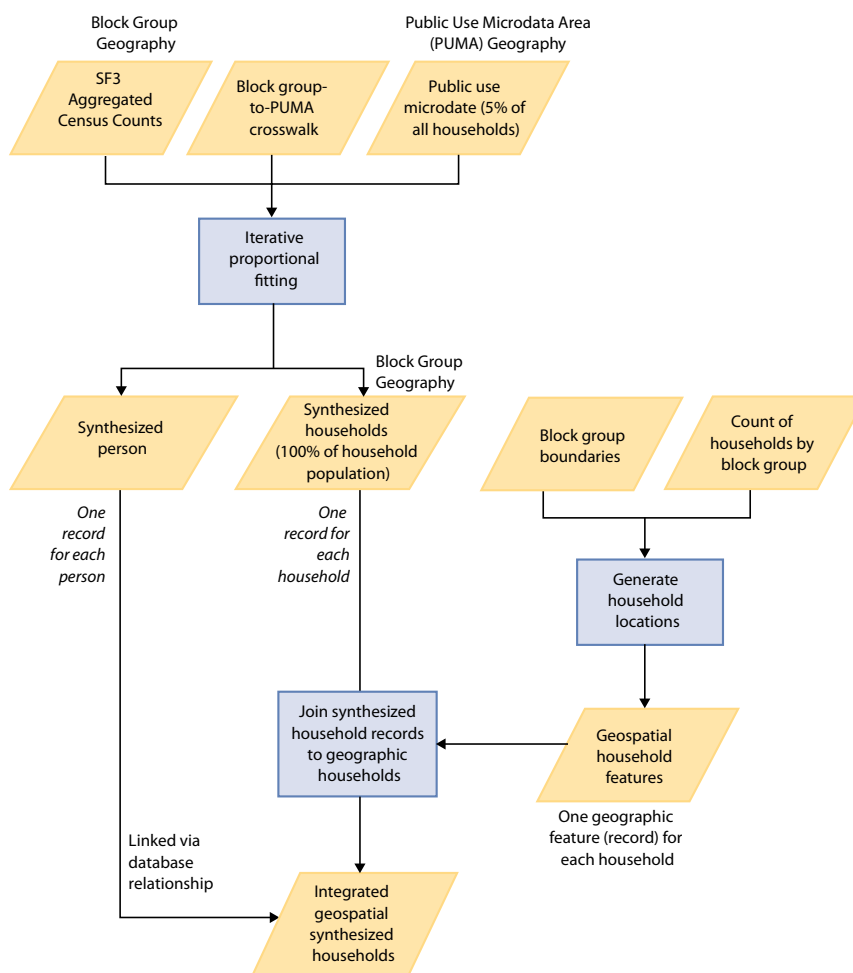 Block Group
Geography
Public Use Microdata Area
(PUMA) Geography
SF3
Aggregated
Census Counts
Block group-
to-PUMA
crosswalk
Public use
microdate (5% of
all households)
Iterative
proportional
fitting
Block Group
Geography
Synthesized
person
Synthesized
households
(100% of household
population)
Block group
boundaries
Count of
households by
block group
One
record
for each
person
One
record for
each
household
Generate
household
locations
Join synthesized
household records
to geographic
households
Geospatial
household
features
One geographic
feature (record) for
each household
Linked via
database
relationship
Integrated
geospatial
synthesized
households